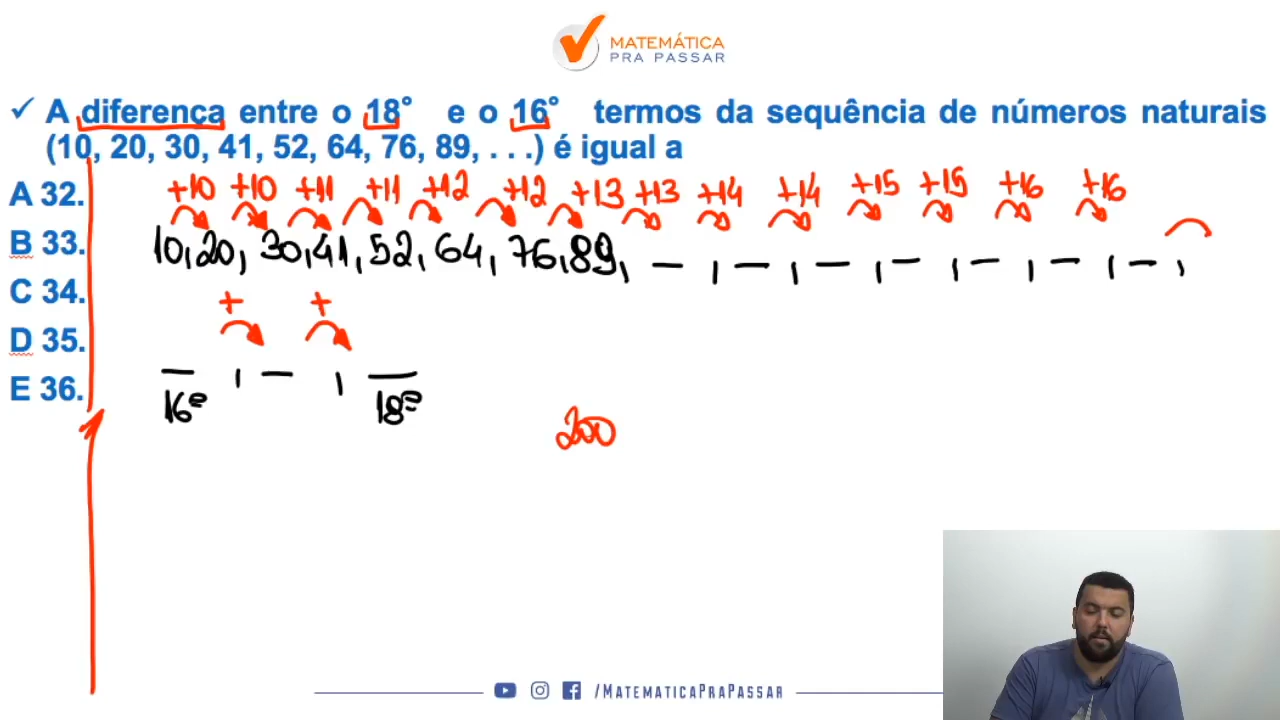 MATEMÁTICA
PRA PASSAR
✓ A diferença entre o 18° e o 16° termos da sequência de números naturais
(10, 20, 30, 41, 52, 64, 76, 89, . . .) é igual a
A 32.
B 33.
C 34.
D 35.
E 36.
+10 +10 +11 +11 +12 +12 +13 +13 +14 +14 +15 +15 +16 +16
10, 20, 30, 41, 52, 64, 76, 89, _ , _ , _ , _ , _ , _ , _ ,
+ +
_ , _ , _
16º 18º
200
/MATEMATICAPRAPASSAR